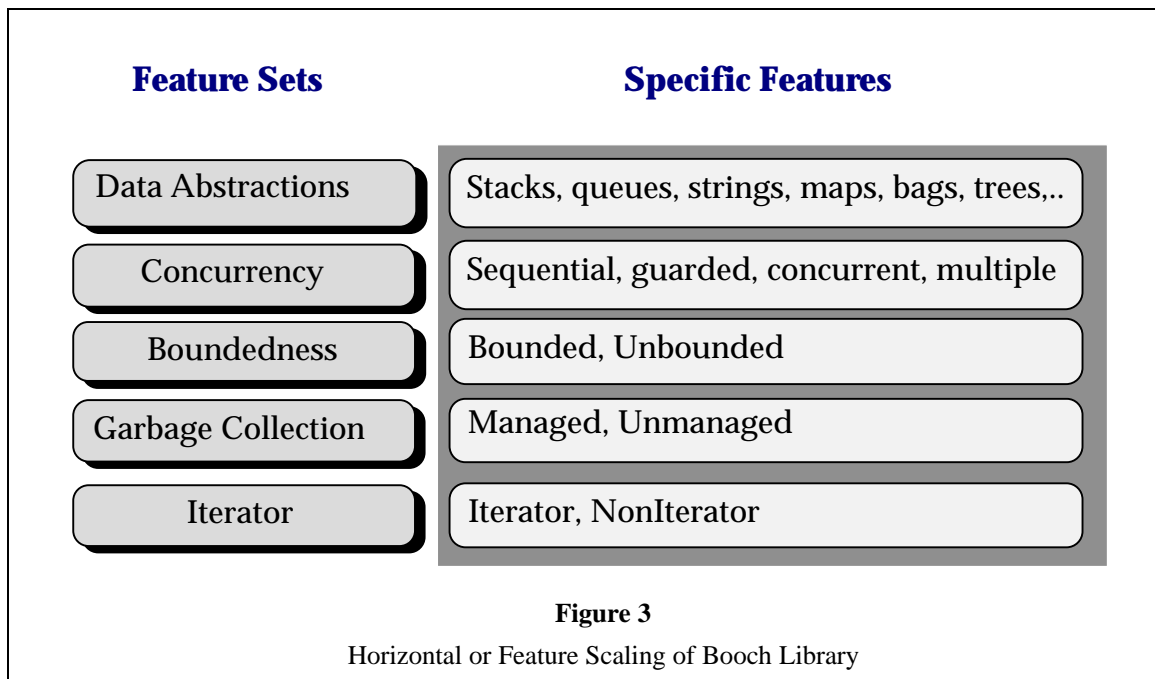 Feature Sets
Specific Features
Data Abstractions
Stacks, queues, strings, maps, bags, trees,..
Concurrency
Sequential, guarded, concurrent, multiple
Boundedness
Bounded, Unbounded
Garbage Collection
Managed, Unmanaged
Iterator
Iterator, NonIterator
Figure 3
Horizontal or Feature Scaling of Booch Library